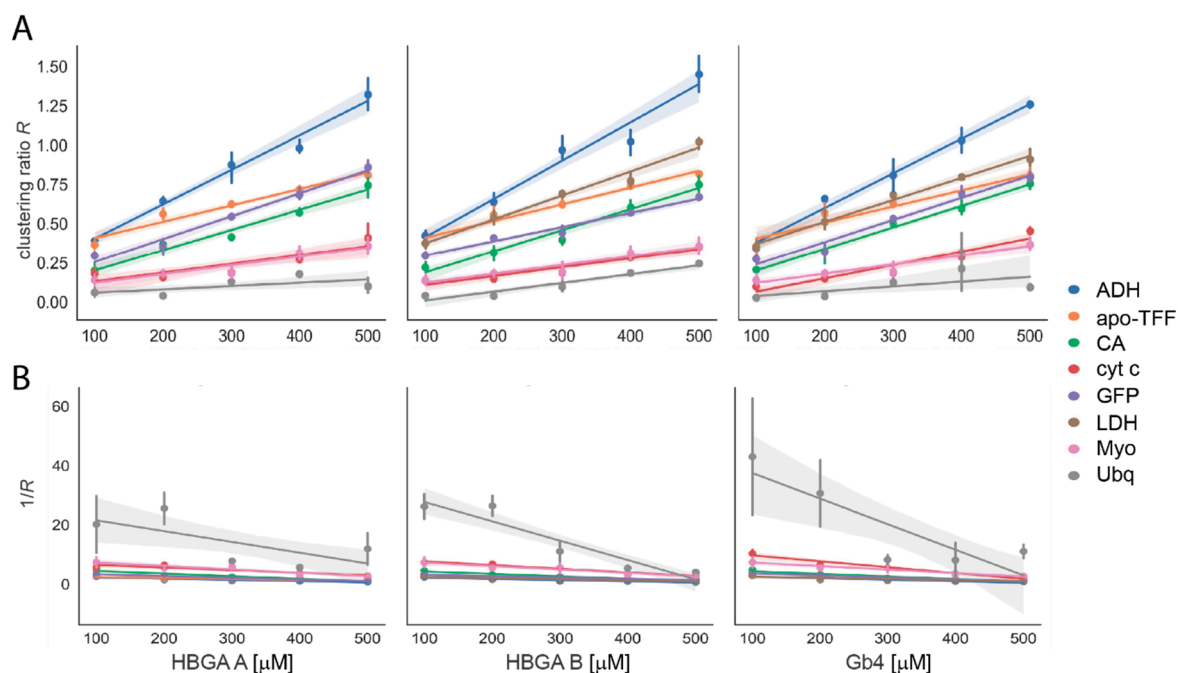 A
clustering ratio R
1.50
1.25
1.00
0.75
0.50
0.25
0.00
100 200 300 400 500
100 200 300 400 500
100 200 300 400 500
ADH
apo-TFF
CA
cyt c
GFP
LDH
Myo
Ubq
B
1/R
60
40
20
0
100 200 300 400 500
100 200 300 400 500
100 200 300 400 500
HBGA A [µM]
HBGA B [µM]
Gb4 [µM]